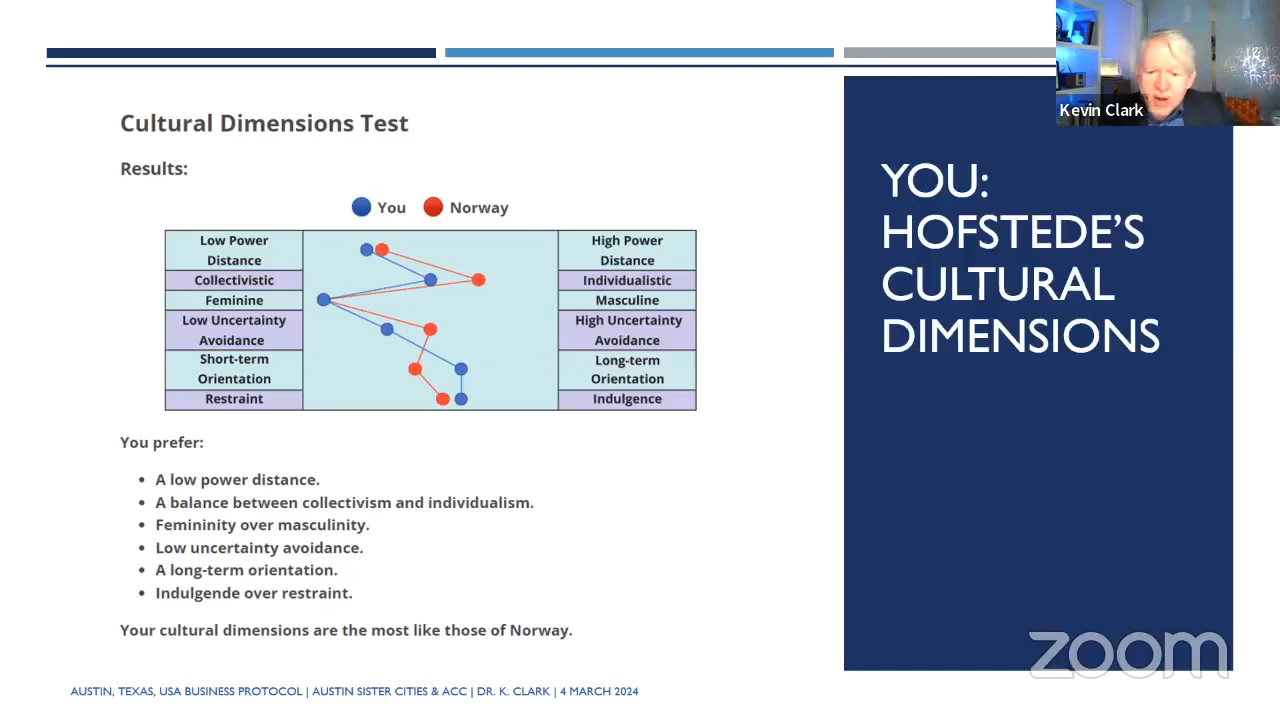 Kevin Clark
Cultural Dimensions Test
Results:
You Norway
Low Power
Distance
High Power
Distance
Collectivistic
Individualistic
Feminine
Masculine
Low Uncertainty
Avoidance
High Uncertainty
Avoidance
Short-term
Orientation
Long-term
Orientation
Restraint
Indulgence
You prefer:
• A low power distance.
• A balance between collectivism and individualism.
• Femininity over masculinity.
• Low uncertainty avoidance.
• A long-term orientation.
• Indulgende over restraint.
Your cultural dimensions are the most like those of Norway.
YOU:
HOFSTEDE’S
CULTURAL
DIMENSIONS
zoom
AUSTIN, TEXAS, USA BUSINESS PROTOCOL | AUSTIN SISTER CITIES & ACC | DR. K. CLARK | 4 MARCH 2024